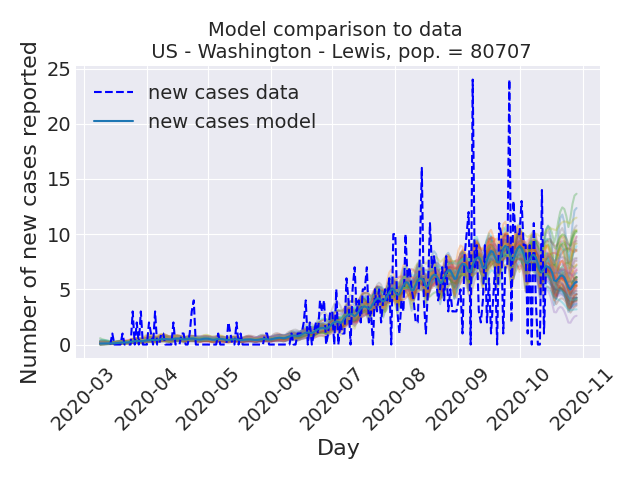 Model comparison to data
US - Washington - Lewis, pop. = 80707
Number of new cases reported
25
20
15
10
5
0
new cases data
new cases model
2020-03
2020-04
2020-05
2020-06
2020-07
2020-08
2020-09
2020-10
2020-11
Day